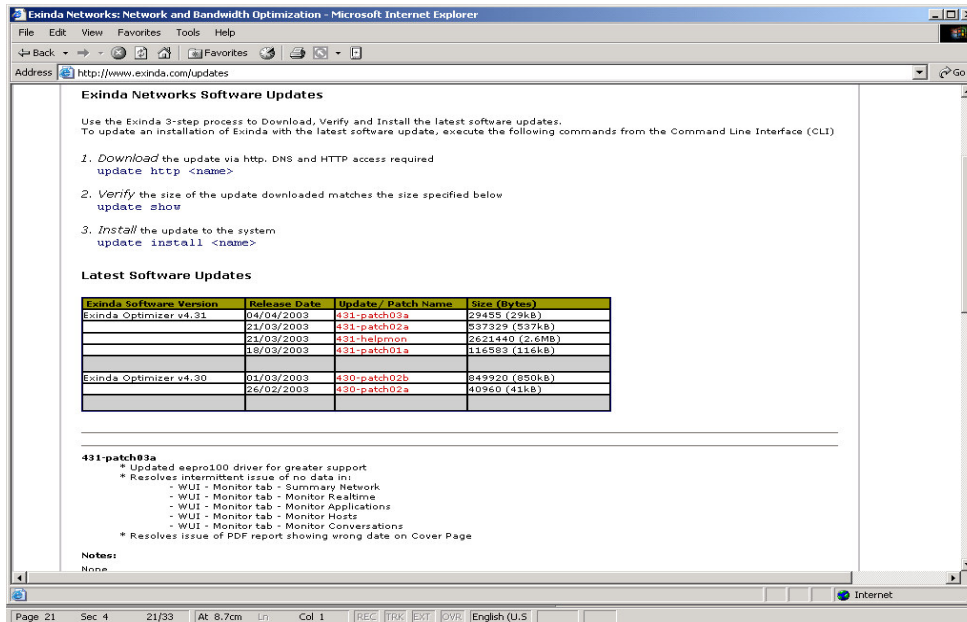 Exinda Networks: Network and Bandwidth Optimization - Microsoft Internet Explorer
File Edit View Favorites Tools Help
Back Favorites
Address http://www.exinda.com/updates Go
Exinda Networks Software Updates
Use the Exinda 3-step process to Download, Verify and Install the latest software updates.
To update an installation of Exinda with the latest software update, execute the following commands from the Command Line Interface (CLI)
1. Download the update via http. DNS and HTTP access required
update http <name>
2. Verify the size of the update downloaded matches the size specified below
update show
3. Install the update to the system
update install <name>
Latest Software Updates
Exinda Software Version Release Date Update/ Patch Name Size (Bytes)
Exinda Optimizer v4.31 04/04/2003 431-patch03a 29455 (29kB)
21/03/2003 431-patch02a 537329 (537kB)
21/03/2003 431-helpmon 2621440 (2.6MB)
18/03/2003 431-patch01a 116583 (116kB)
Exinda Optimizer v4.30 01/03/2003 430-patch02b 849920 (850kB)
26/02/2003 430-patch02a 40960 (41kB)
431-patch03a
* Updated eepro100 driver for greater support
* Resolves intermittent issue of no data in:
- WUI - Monitor tab - Summary Network
- WUI - Monitor tab - Monitor Realtime
- WUI - Monitor tab - Monitor Applications
- WUI - Monitor tab - Monitor Hosts
- WUI - Monitor tab - Monitor Conversations
* Resolves issue of PDF report showing wrong date on Cover Page
Notes:
None
Internet
Page 21 Sec 4 21/33 At 8.7cm Ln Col 1 REC TRK EXT OVR English (U.S